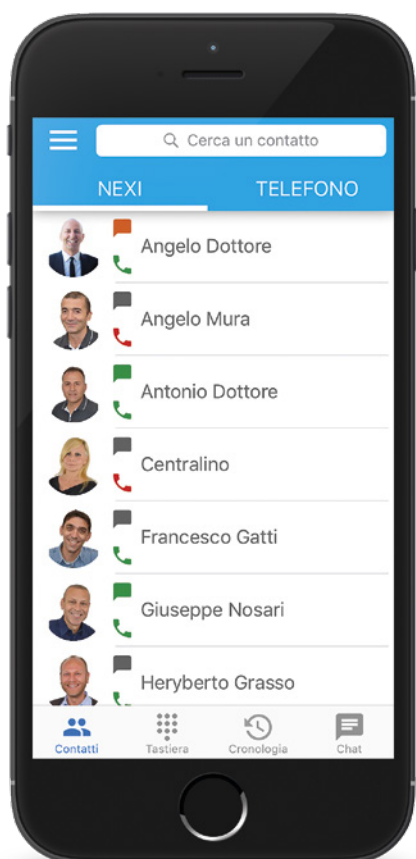 Cerca un contatto
NEXI TELEFONO
Angelo Dottore
Angelo Mura
Antonio Dottore
Centralino
Francesco Gatti
Giuseppe Nosari
Heryberto Grasso
Contatti Tastiera Cronologia Chat